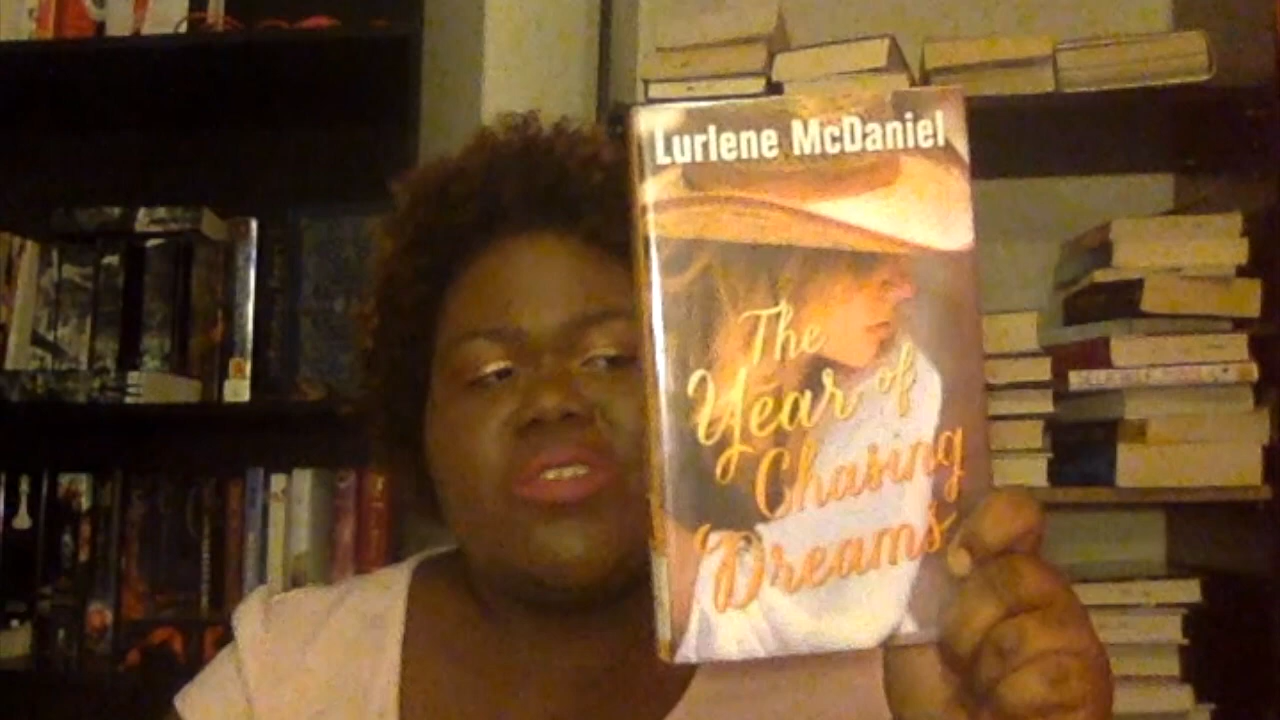 Lurlene McDaniel
The
Year of
Chasing
Dreams